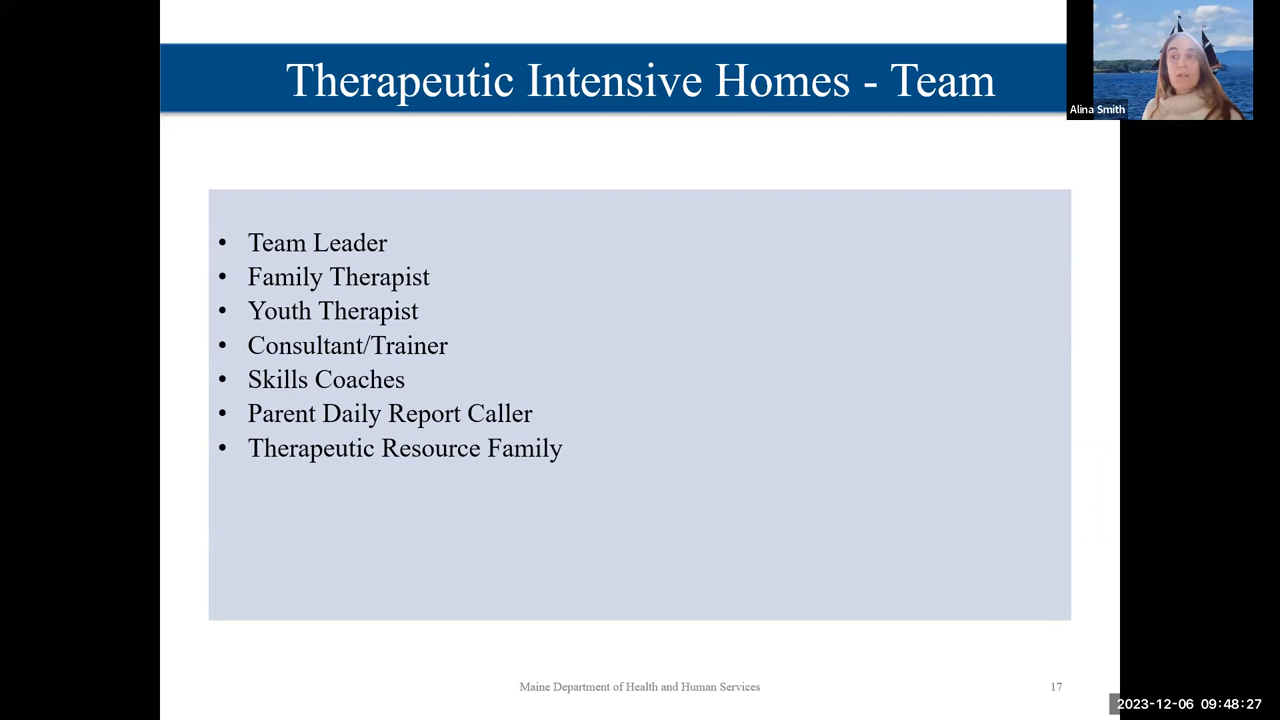 Therapeutic Intensive Homes - Team
Alina Smith
• Team Leader
• Family Therapist
• Youth Therapist
• Consultant/Trainer
• Skills Coaches
• Parent Daily Report Caller
• Therapeutic Resource Family
Maine Department of Health and Human Services
17
2023-12-06 09:48:27